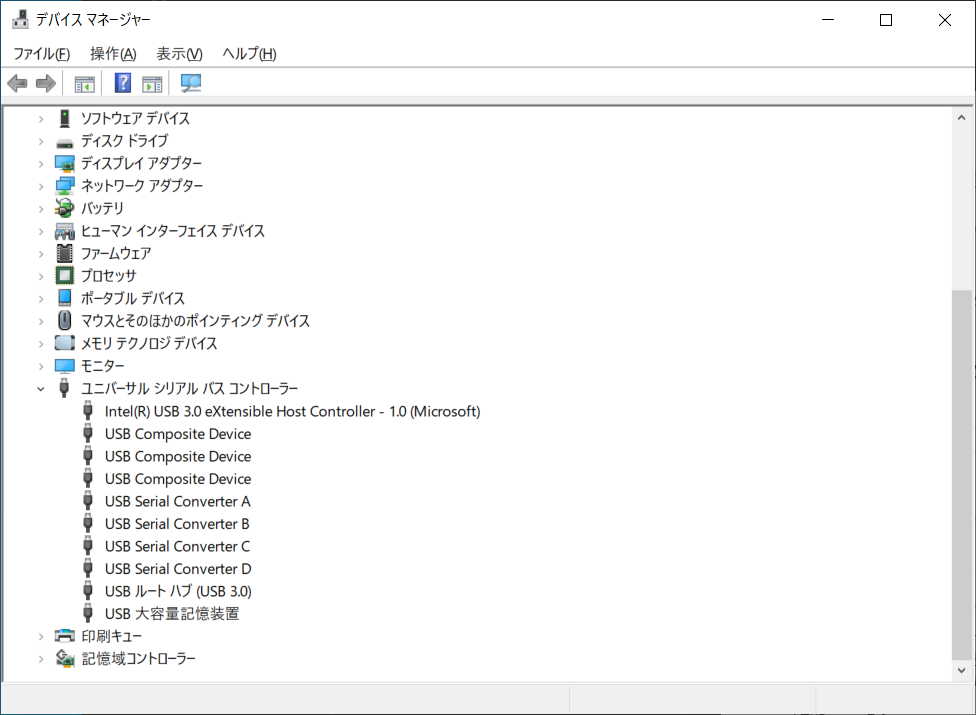 デバイス マネージャー
ファイル(F) 操作(A) 表示(V) ヘルプ(H)
ソフトウェア デバイス
ディスク ドライブ
ディスプレイ アダプター
ネットワーク アダプター
バッテリ
ヒューマン インターフェイス デバイス
ファームウェア
プロセッサ
ポータブル デバイス
マウスとそのほかのポインティング デバイス
メモリ テクノロジ デバイス
モニター
ユニバーサル シリアル バス コントローラー
Intel(R) USB 3.0 eXtensible Host Controller - 1.0 (Microsoft)
USB Composite Device
USB Composite Device
USB Composite Device
USB Serial Converter A
USB Serial Converter B
USB Serial Converter C
USB Serial Converter D
USB ルート ハブ (USB 3.0)
USB 大容量記憶装置
印刷キュー
記憶域コントローラー